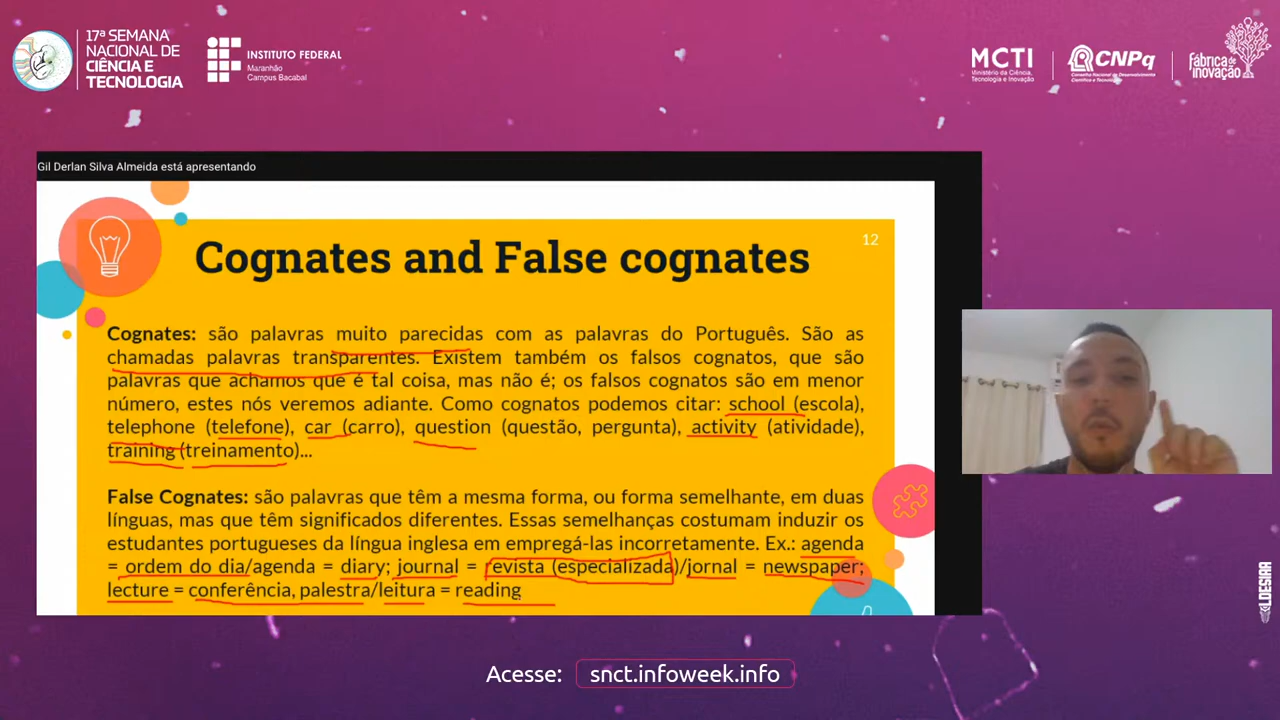 17ª SEMANA
NACIONAL DE
CIÊNCIA E
TECNOLOGIA
INSTITUTO FEDERAL
Maranhão
Campus Bacabal
MCTI
Ministério da Ciência,
Tecnologia e Inovação
CNPq
Conselho Nacional de Desenvolvimento
Científico e Tecnológico
Fábrica de
inovação
Gil Derlan Silva Almeida está apresentando
12
Cognates and False cognates
Cognates: são palavras muito parecidas com as palavras do Português. São as
chamadas palavras transparentes. Existem também os falsos cognatos, que são
palavras que achamos que é tal coisa, mas não é; os falsos cognatos são em menor
número, estes nós veremos adiante. Como cognatos podemos citar: school (escola),
telephone (telefone), car (carro), question (questão, pergunta), activity (atividade),
training (treinamento)...
False Cognates: são palavras que têm a mesma forma, ou forma semelhante, em duas
línguas, mas que têm significados diferentes. Essas semelhanças costumam induzir os
estudantes portugueses da língua inglesa em empregá-las incorretamente. Ex.: agenda
= ordem do dia/agenda = diary; journal = revista (especializada)/jornal = newspaper;
lecture = conferência, palestra/leitura = reading
LDESIRA
Acesse: snct.infoweek.info